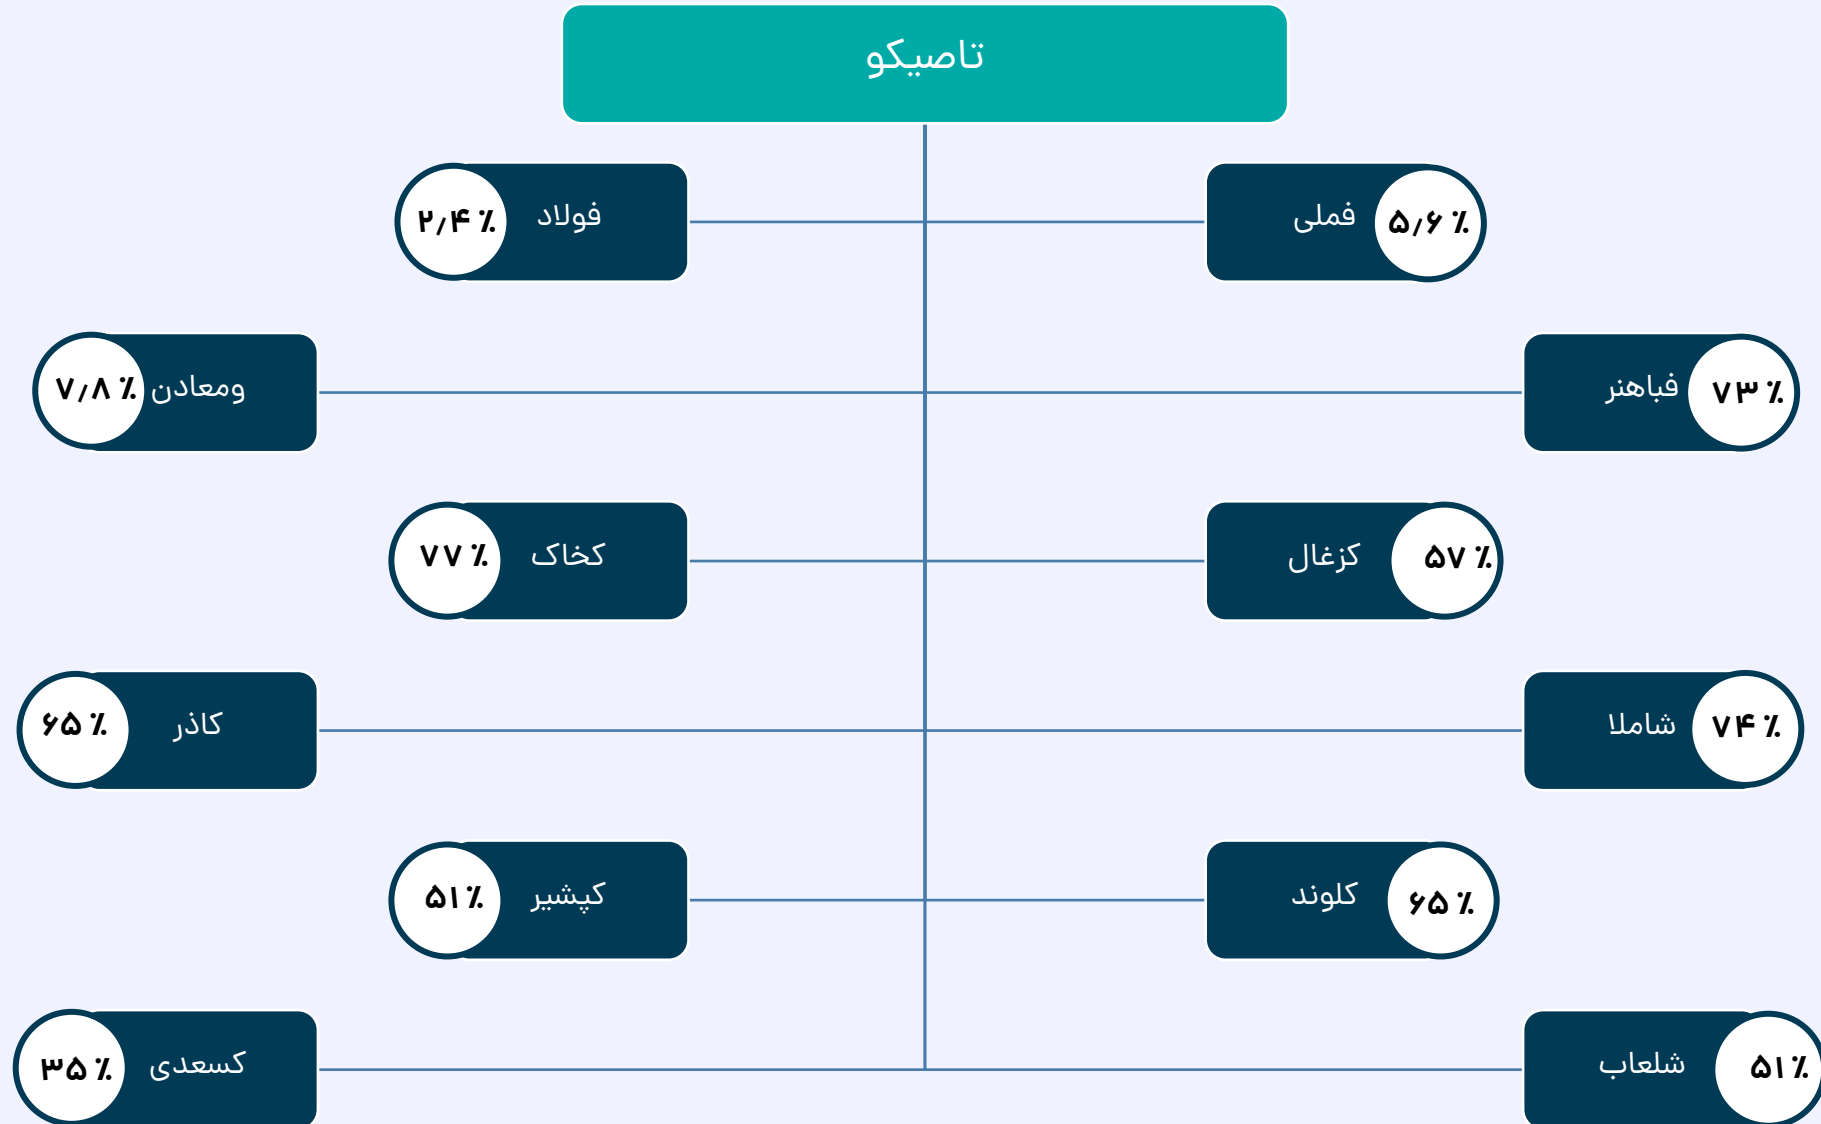 تاصیکو
فملی ۵٫۶ ٪
فولاد ۲٫۴ ٪
فباهنر ۷۳ ٪
ومعادن ۷٫۸ ٪
کزغال ۵۷ ٪
کخاک ۷۷ ٪
شاملا ۷۴ ٪
کاذر ۶۵ ٪
کلوند ۶۵ ٪
کپشیر ۵۱ ٪
شلعاب ۵۱ ٪
کسعدی ۳۵ ٪